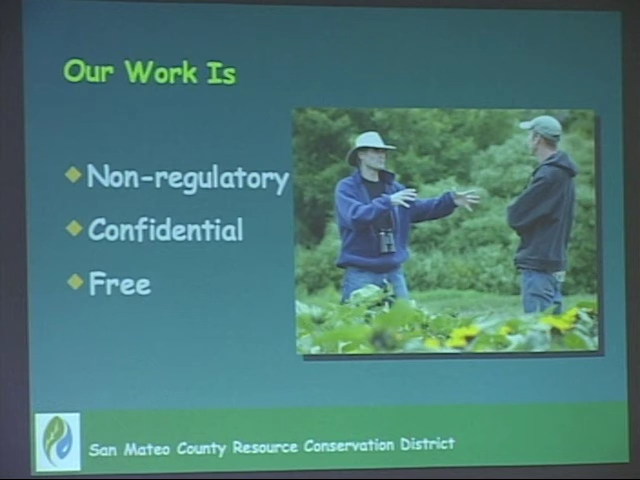 Our Work Is
Non-regulatory
Confidential
Free
San Mateo County Resource Conservation District